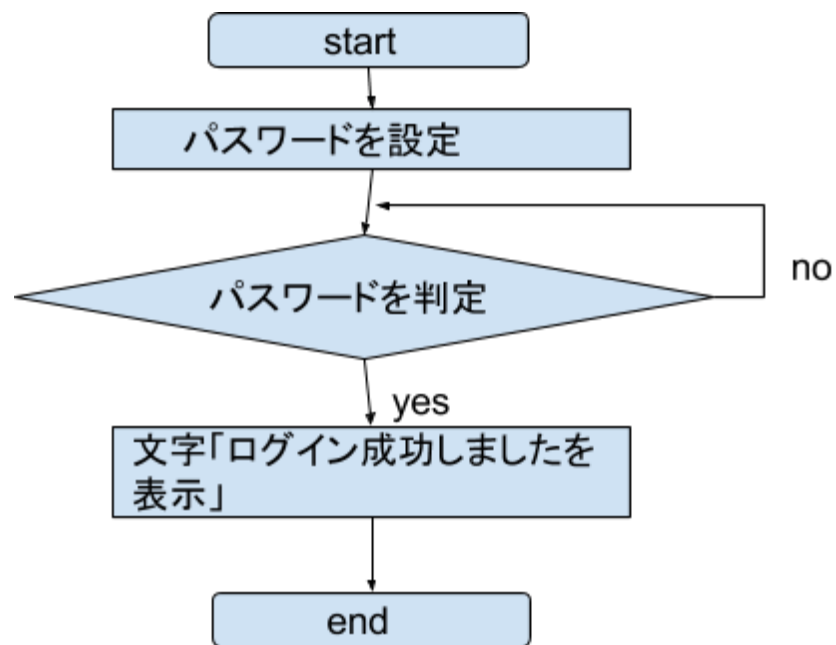 start
パスワードを設定
パスワードを判定
no
yes
文字「ログイン成功しましたを
表示」
end